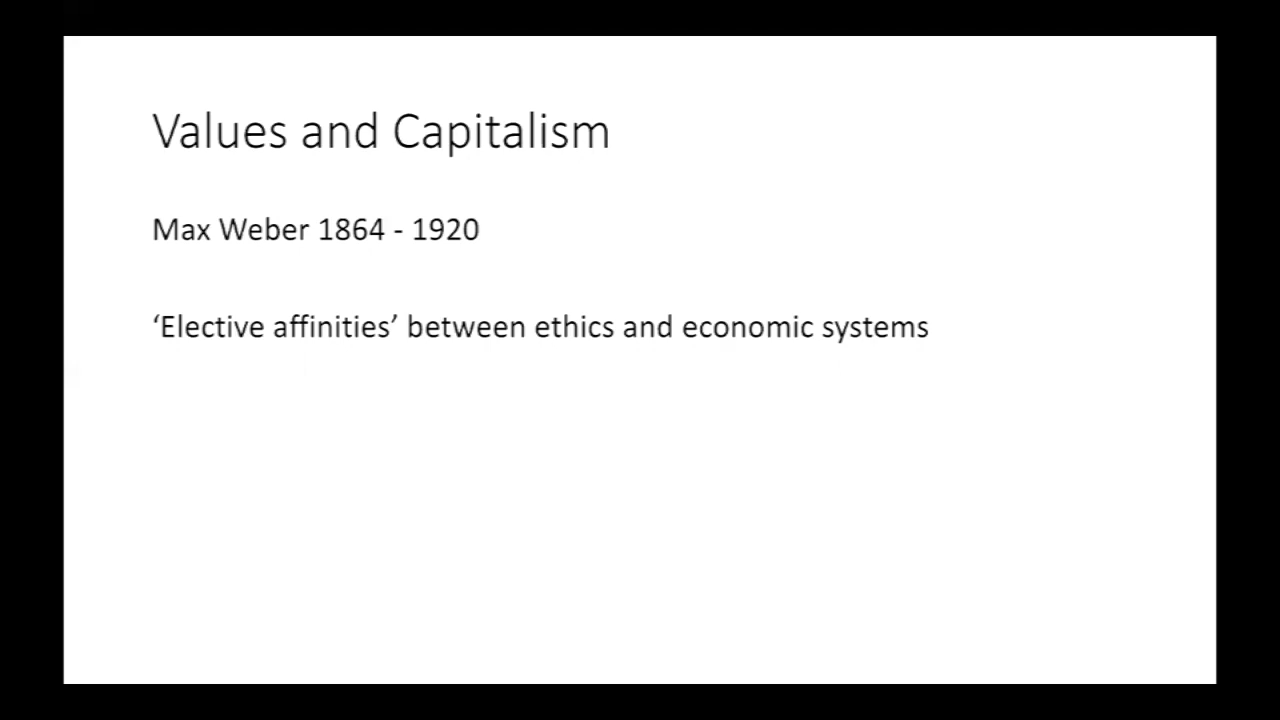 Values and Capitalism
Max Weber 1864 - 1920
‘Elective affinities’ between ethics and economic systems